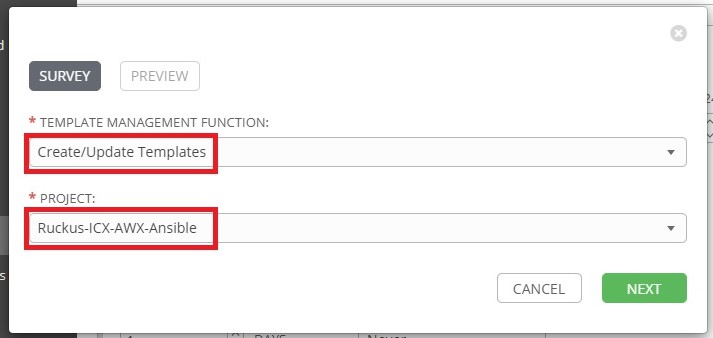 SURVEY PREVIEW
* TEMPLATE MANAGEMENT FUNCTION:
Create/Update Templates
* PROJECT:
Ruckus-ICX-AWX-Ansible
CANCEL NEXT